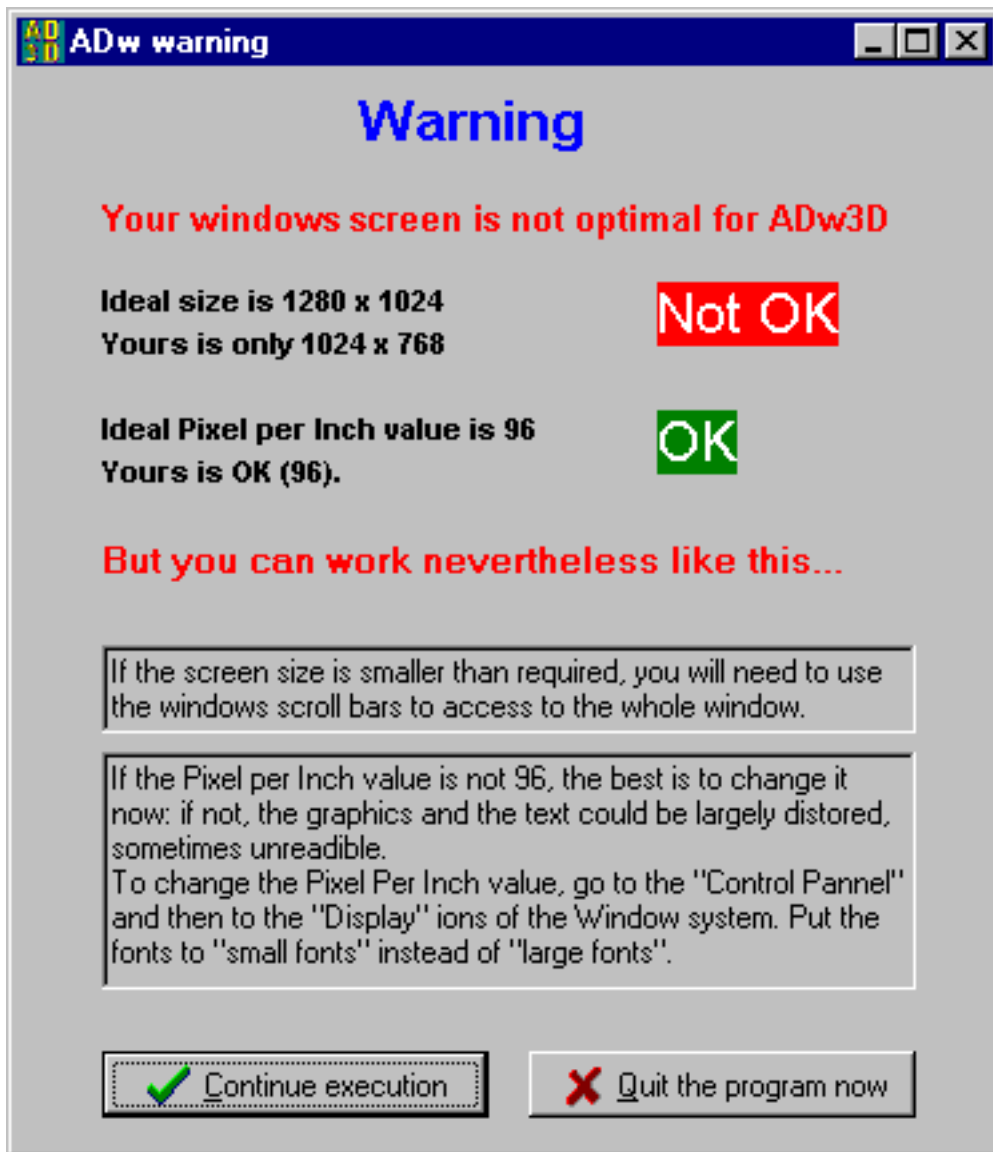 AD
3D
ADw warning
Warning
Your windows screen is not optimal for ADw3D
Ideal size is 1280 x 1024
Yours is only 1024 x 768
Not OK
Ideal Pixel per Inch value is 96
Yours is OK (96).
OK
But you can work nevertheless like this...
If the screen size is smaller than required, you will need to use
the windows scroll bars to access to the whole window.
If the Pixel per Inch value is not 96, the best is to change it
now: if not, the graphics and the text could be largely distored,
sometimes unreadible.
To change the Pixel Per Inch value, go to the "Control Pannel"
and then to the "Display" ions of the Window system. Put the
fonts to "small fonts" instead of "large fonts".
Continue execution
Quit the program now